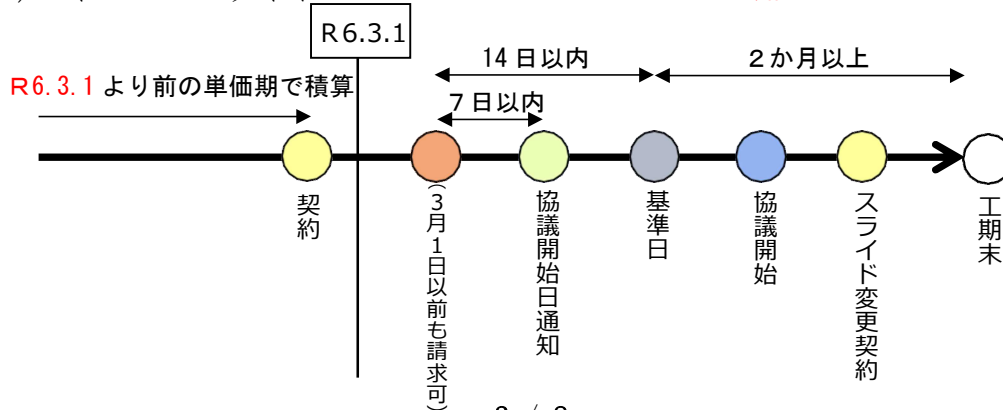 R6.3.1
14日以内
２か月以上
R6.3.1より前の単価期で積算
７日以内
契約
（３月１日以前も請求可）
協議開始日通知
基準日
協議開始
スライド変更契約
工期末